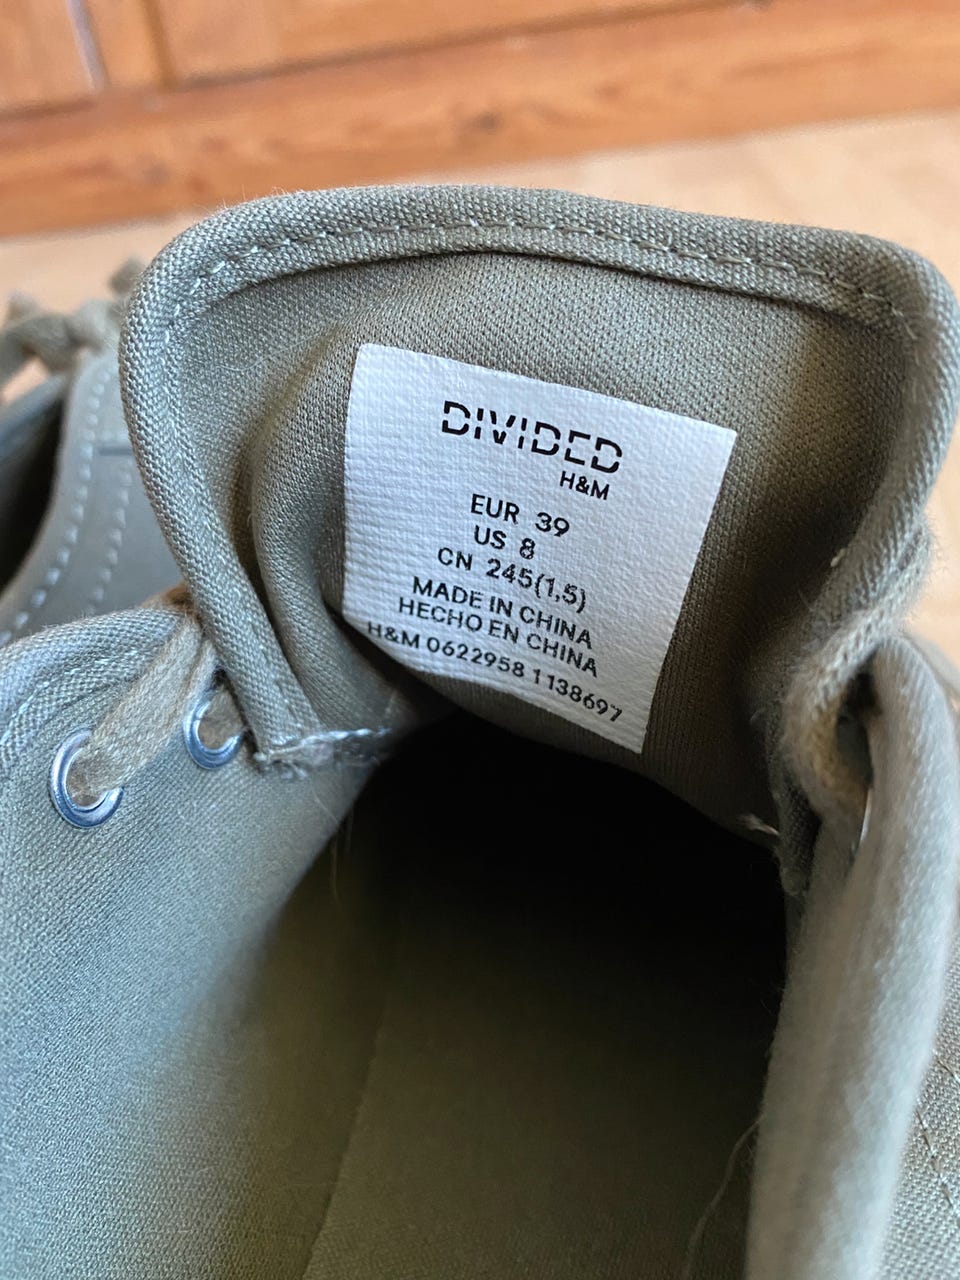 DIVIDED
H&M
EUR 39
US 8
CN 245(1,5)
MADE IN CHINA
HECHO EN CHINA
H&M 0622958 1138697